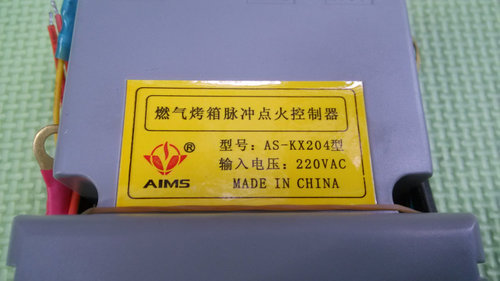 燃气烤箱脉冲点火控制器
型号：AS-KX204型
输入电压：220VAC
MADE IN CHINA
®
AIMS